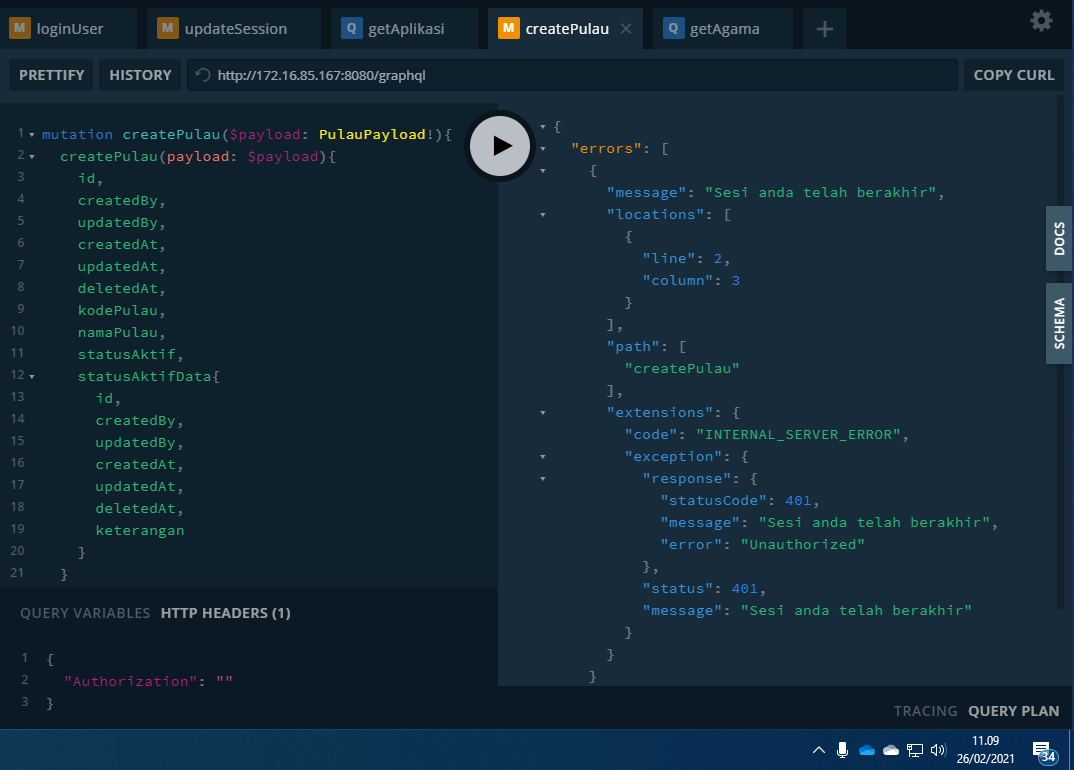 M loginUser M updateSession Q getAplikasi M createPulau Q getAgama
PRETTIFY HISTORY http://172.16.85.167:8080/graphql COPY CURL
1 mutation createPulau($payload: PulauPayload!){
2 createPulau(payload: $payload){
3 id,
4 createdBy,
5 updatedBy,
6 createdAt,
7 updatedAt,
8 deletedAt,
9 kodePulau,
10 namaPulau,
11 statusAktif,
12 statusAktifData{
13 id,
14 createdBy,
15 updatedBy,
16 createdAt,
17 updatedAt,
18 deletedAt,
19 keterangan
20 }
21 }
QUERY VARIABLES HTTP HEADERS (1)
1 {
2 "Authorization": ""
3 }
{
"errors": [
{
"message": "Sesi anda telah berakhir",
"locations": [
{
"line": 2,
"column": 3
}
],
"path": [
"createPulau"
],
"extensions": {
"code": "INTERNAL_SERVER_ERROR",
"exception": {
"response": {
"statusCode": 401,
"message": "Sesi anda telah berakhir",
"error": "Unauthorized"
},
"status": 401,
"message": "Sesi anda telah berakhir"
}
}
}
DOCS
SCHEMA
TRACING QUERY PLAN
11.09
26/02/2021
34